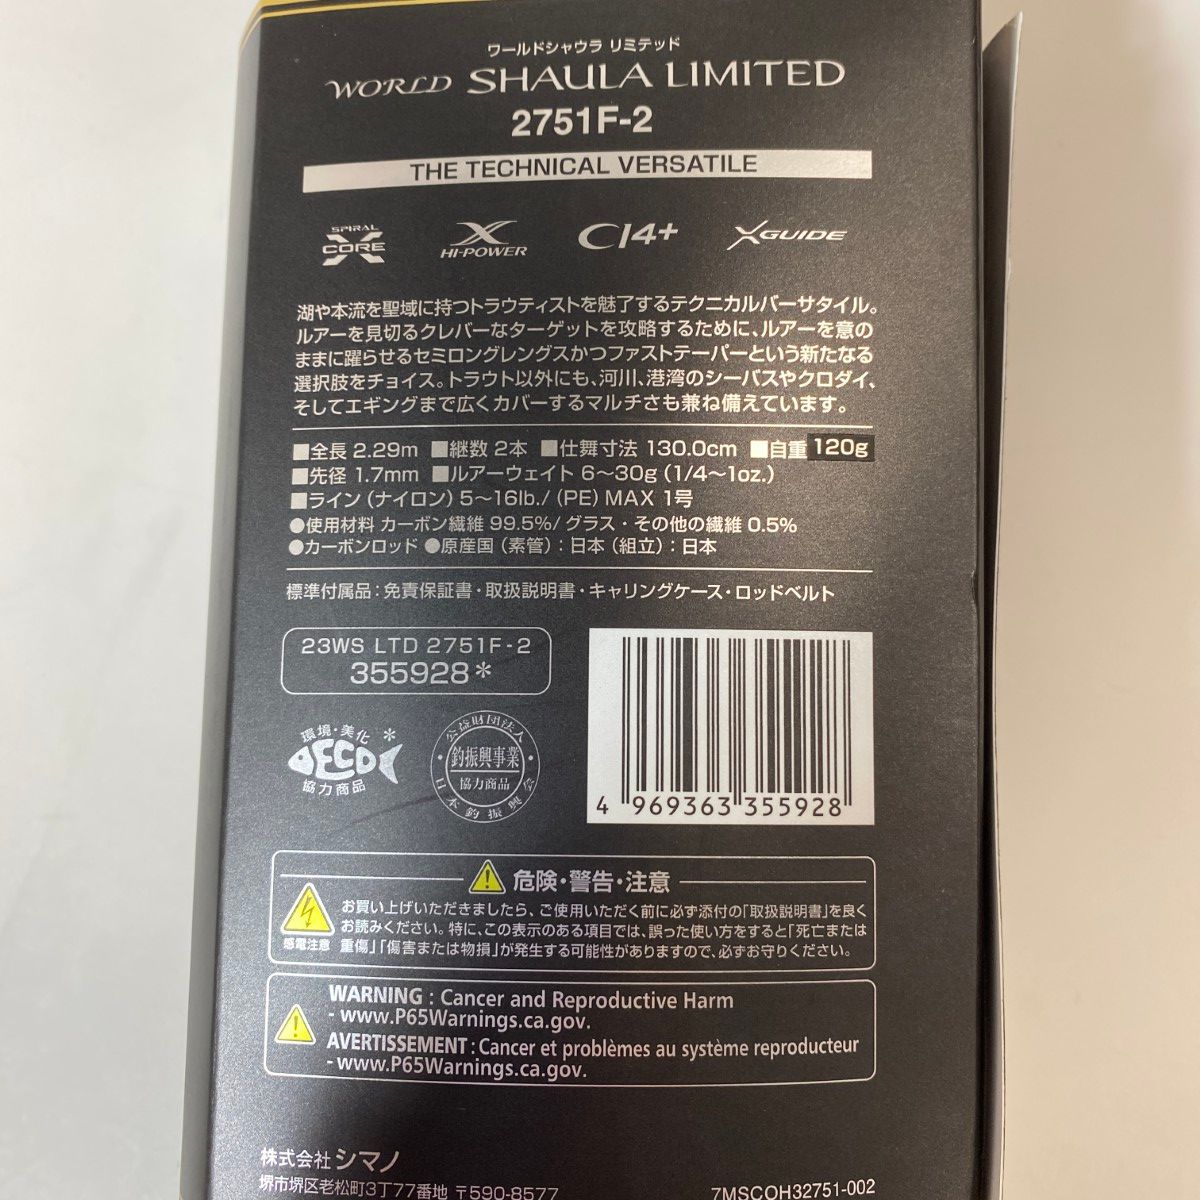 ワールドシャウラ リミテッド
WORLD SHAULA LIMITED
2751F-2
THE TECHNICAL VERSATILE
SPIRAL X CORE X HI-POWER CI4+ XGUIDE
湖や本流を聖域に持つトラウティストを魅了するテクニカルバーサタイル。
ルアーを見切るクレバーなターゲットを攻略するために、ルアーを意の
ままに躍らせるセミロングレングスかつファストテーパーという新たなる
選択肢をチョイス。トラウト以外にも、河川、港湾のシーバスやクロダイ、
そしてエギングまで広くカバーするマルチさも兼ね備えています。
■全長 2.29m ■継数 2本 ■仕舞寸法 130.0cm ■自重 120g
■先径 1.7mm ■ルアーウェイト 6〜30g (1/4〜1oz.)
■ライン (ナイロン) 5〜16lb./ (PE) MAX 1号
●使用材料 カーボン繊維 99.5%/ グラス・その他の繊維 0.5%
●カーボンロッド ●原産国 (素管) : 日本 (組立) : 日本
標準付属品 : 免責保証書・取扱説明書・キャリングケース・ロッドベルト
23WS LTD 2751F-2
355928*
環境・美化 *
ECO
協力商品
公益財団法人
釣振興事業
協力商品
日本釣振興会
4 969363 355928
危険・警告・注意
感電注意
お買い上げいただきましたら、ご使用いただく前に必ず添付の「取扱説明書」を良く
お読みください。特に、この表示のある項目では、誤った使い方をすると「死亡または
重傷」「傷害または物損」が発生する可能性がありますので、必ずお守りください。
WARNING : Cancer and Reproductive Harm
- www.P65Warnings.ca.gov.
AVERTISSEMENT : Cancer et problèmes au système reproducteur
- www.P65Warnings.ca.gov.
株式会社 シマノ
堺市堺区老松町3丁77番地 〒590-8577
7MSCOH32751-002